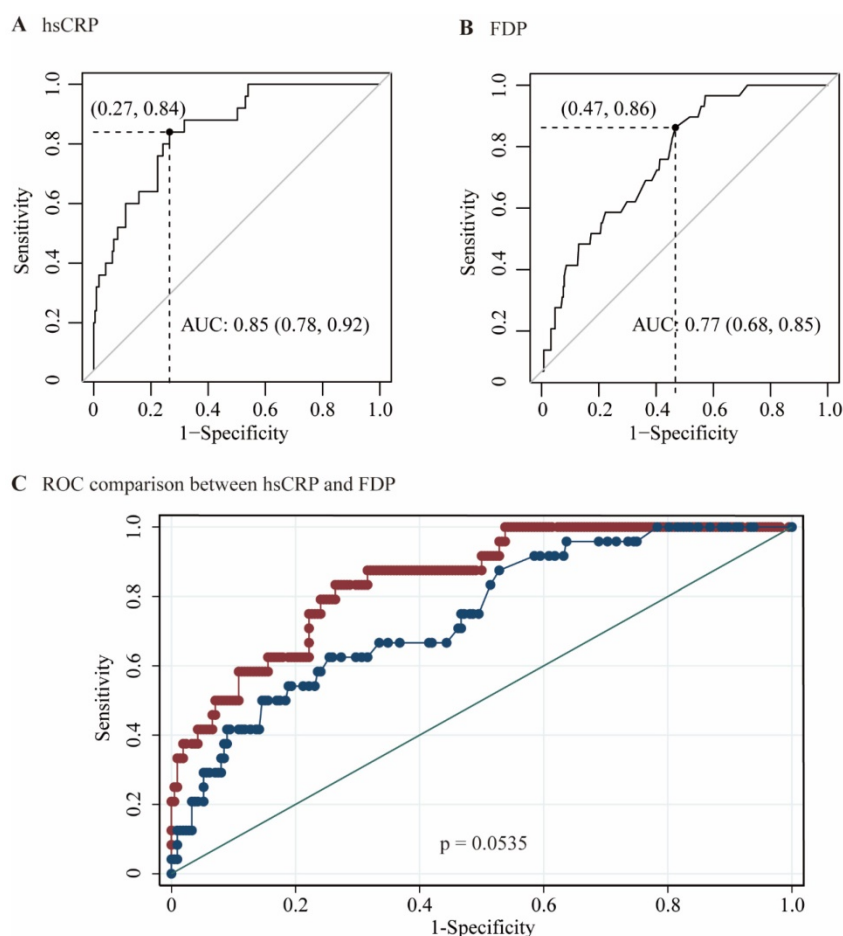 A hsCRP
B FDP
1.0
0.8
0.6
0.4
0.2
0
Sensitivity
(0.27, 0.84)
AUC: 0.85 (0.78, 0.92)
0 0.2 0.4 0.6 0.8 1.0
1−Specificity
1.0
0.8
0.6
0.4
0.2
0
Sensitivity
(0.47, 0.86)
AUC: 0.77 (0.68, 0.85)
0 0.2 0.4 0.6 0.8 1.0
1−Specificity
C ROC comparison between hsCRP and FDP
1.0
0.8
0.6
0.4
0.2
0
Sensitivity
p = 0.0535
0 0.2 0.4 0.6 0.8 1.0
1-Specificity